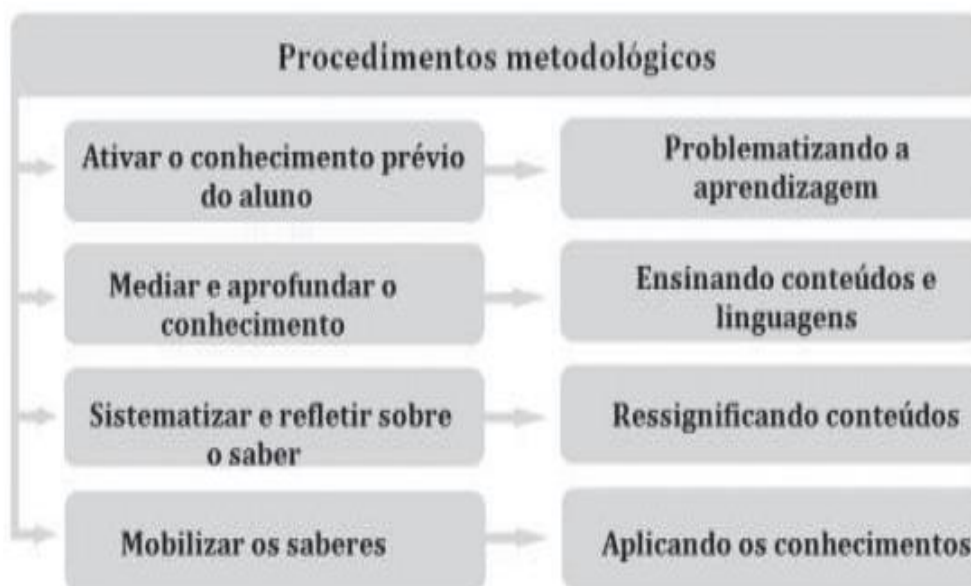 Procedimentos metodológicos
Ativar o conhecimento prévio
do aluno
Problematizando a
aprendizagem
Mediar e aprofundar o
conhecimento
Ensinando conteúdos e
linguagens
Sistematizar e refletir sobre
o saber
Ressignificando conteúdos
Mobilizar os saberes
Aplicando os conhecimentos